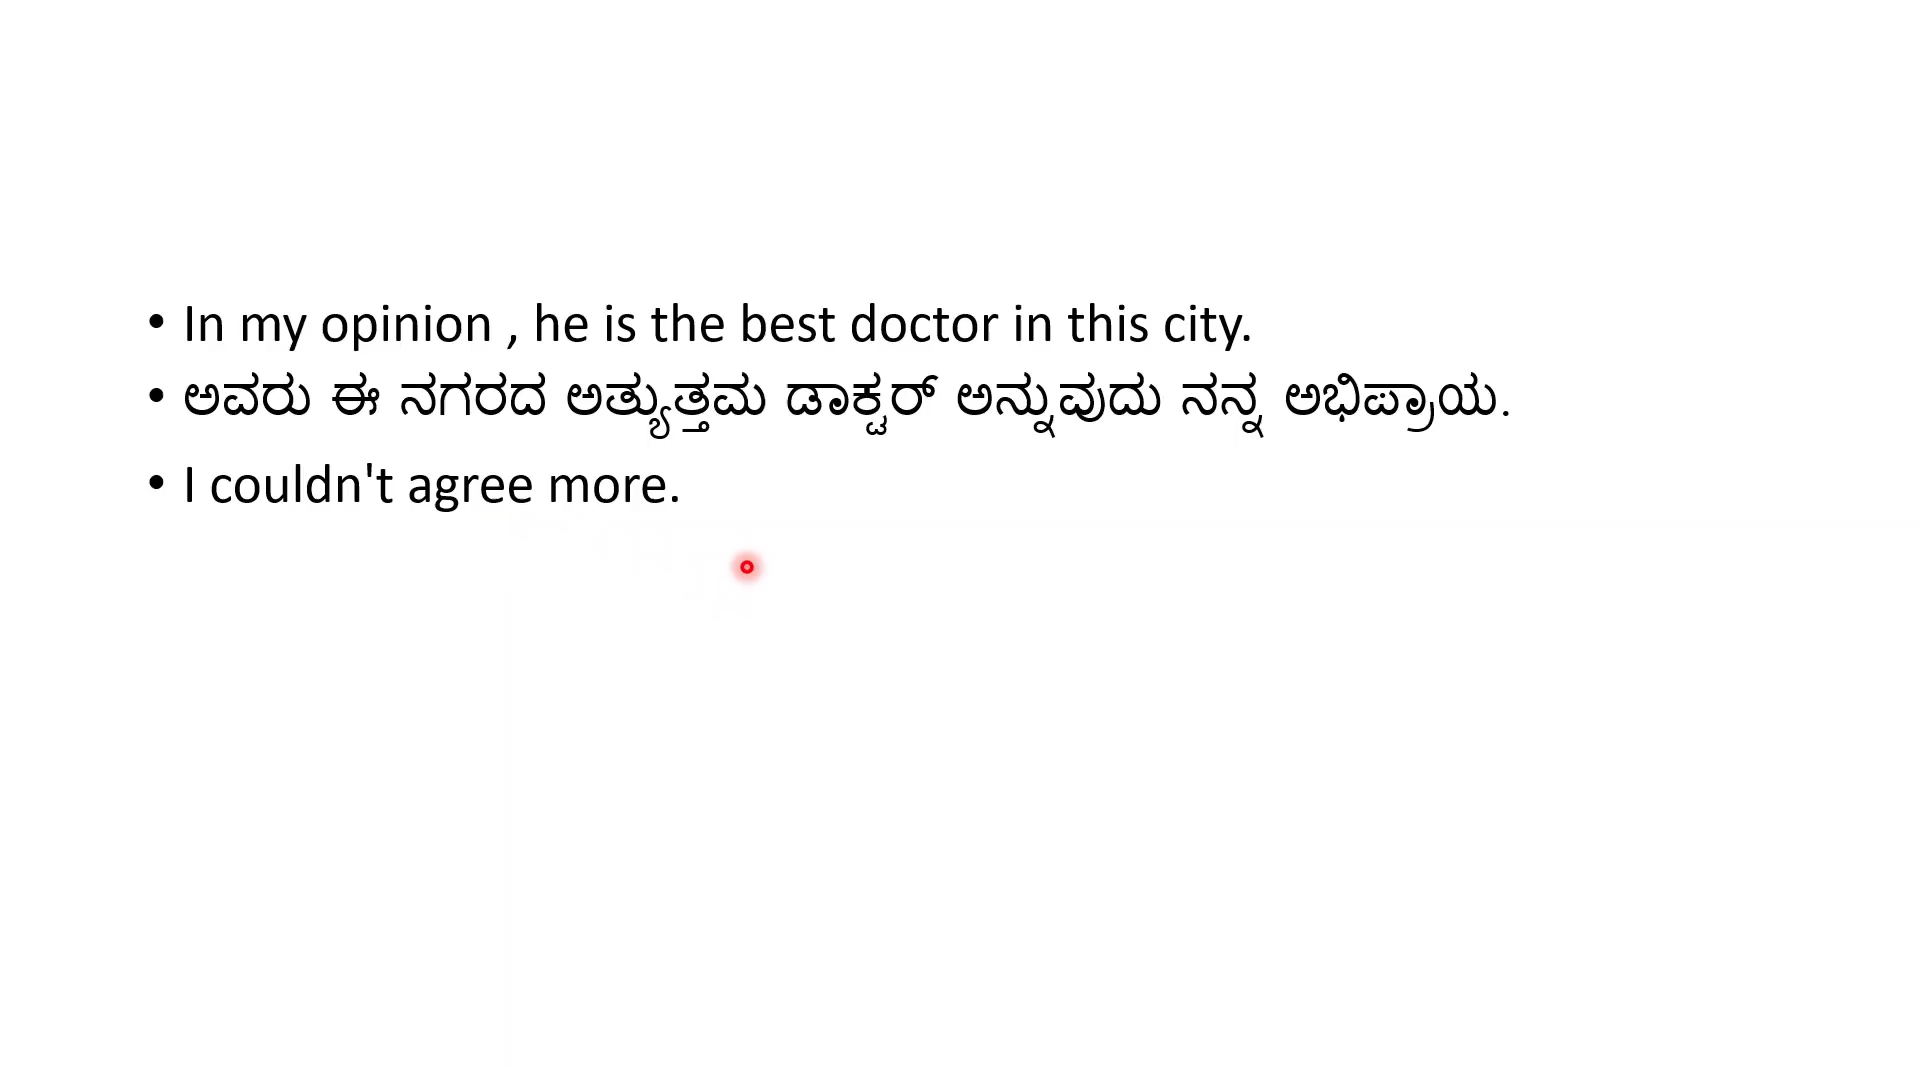 • In my opinion , he is the best doctor in this city.
• ಅವರು ಈ ನಗರದ ಅತ್ಯುತ್ತಮ ಡಾಕ್ಟರ್ ಅನ್ನುವುದು ನನ್ನ ಅಭಿಪ್ರಾಯ.
• I couldn't agree more.